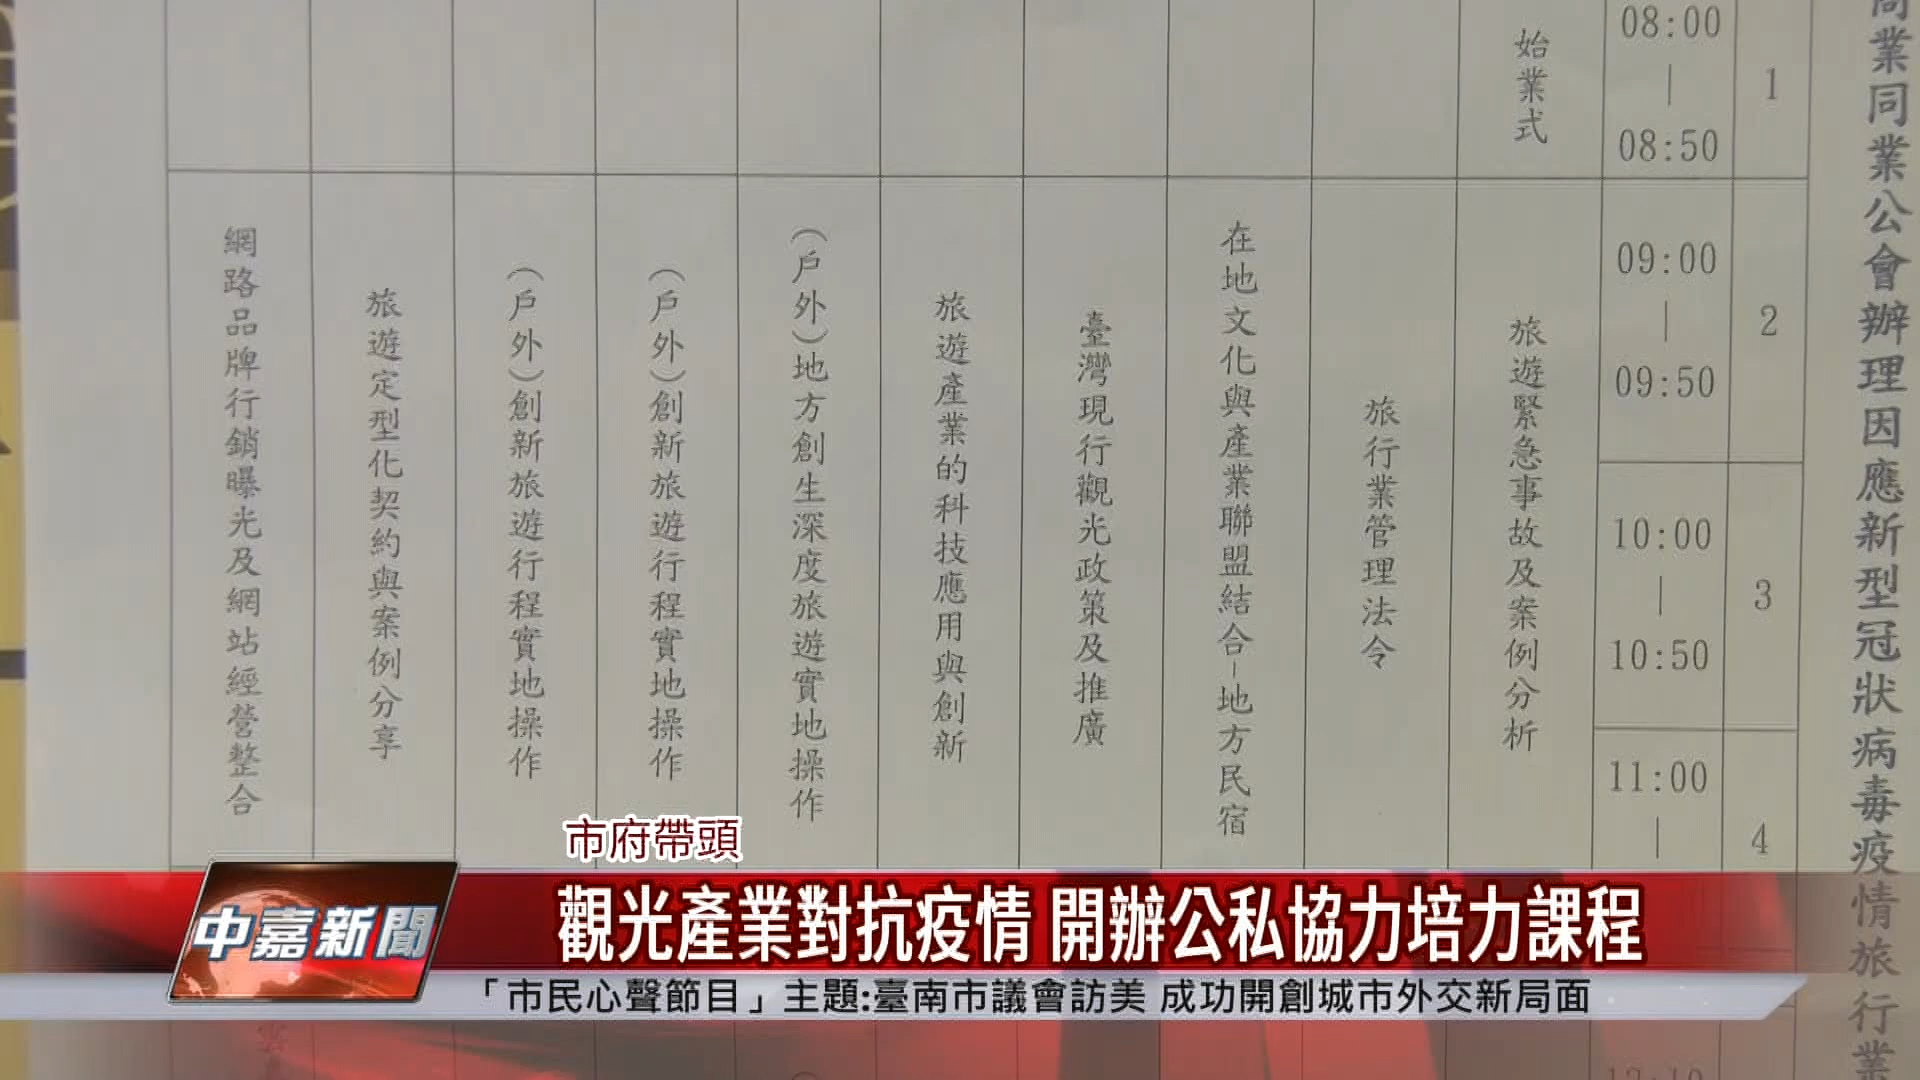 商業同業公會辦理因應新型冠狀病毒疫情旅行業
1
08:00
|
08:50
始業式
2
09:00
|
09:50
3
10:00
|
10:50
4
11:00
|
旅遊緊急事故及案例分析
旅行業管理法令
在地文化與產業聯盟結合-地方民宿
臺灣現行觀光政策及推廣
旅遊產業的科技應用與創新
(戶外)地方創生深度旅遊實地操作
(戶外)創新旅遊行程實地操作
(戶外)創新旅遊行程實地操作
旅遊定型化契約與案例分享
網路品牌行銷曝光及網站經營整合
市府帶頭
中嘉新聞
觀光產業對抗疫情 開辦公私協力培力課程
「市民心聲節目」主題:臺南市議會訪美 成功開創城市外交新局面